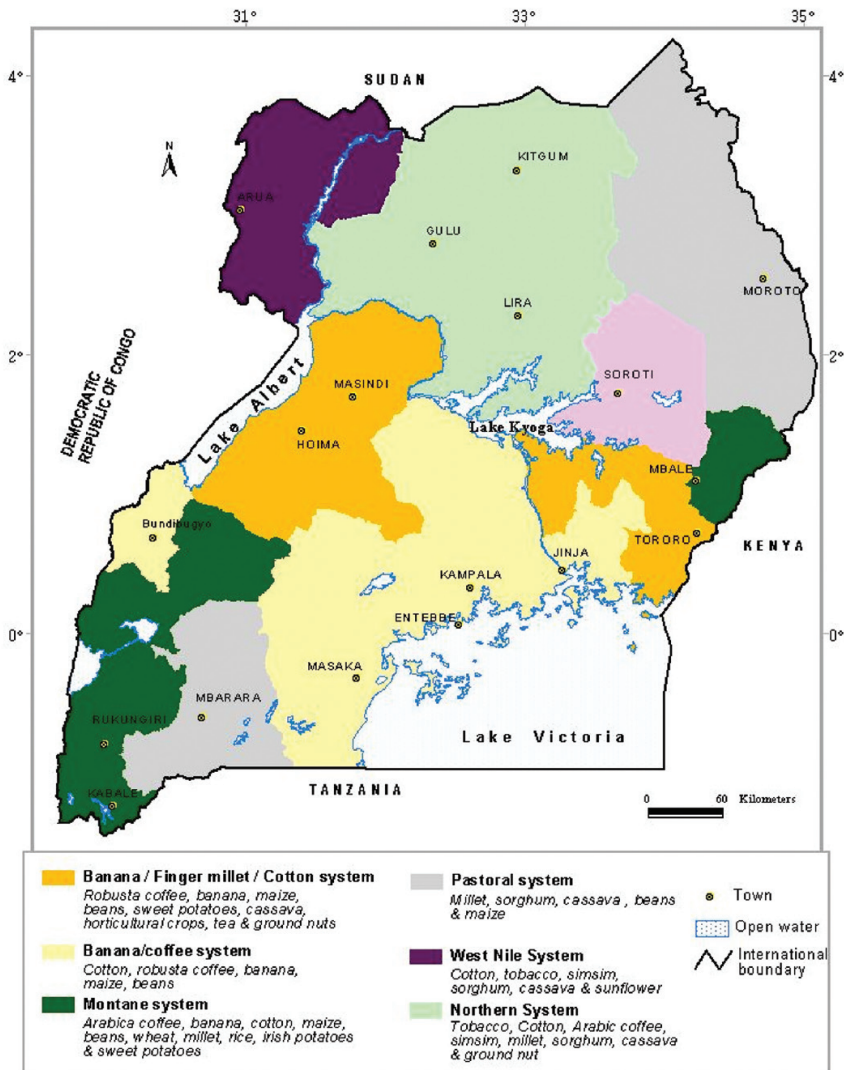 31°
33°
35°
4°
4°
SUDAN
N
KITGUM
ARUA
GULU
MOROTO
LIRA
2°
2°
DEMOCRATIC
REPUBLIC OF CONGO
Lake Albert
MASINDI
SOROTI
Lake Kyoga
HOIMA
MBALE
Bundibugyo
TORORO
KENYA
JINJA
KAMPALA
ENTEBBE
0°
0°
MASAKA
MBARARA
RUKUNGIRI
Lake Victoria
KABALE
TANZANIA
0 60 Kilometers
Banana / Finger millet / Cotton system
Robusta coffee, banana, maize,
beans, sweet potatoes, cassava,
horticultural crops, tea & ground nuts
Banana/coffee system
Cotton, robusta coffee, banana,
maize, beans
Montane system
Arabica coffee, banana, cotton, maize,
beans, wheat, millet, rice, irish potatoes
& sweet potatoes
Pastoral system
Millet, sorghum, cassava , beans
& maize
West Nile System
Cotton, tobacco, simsim,
sorghum, cassava & sunflower
Northern System
Tobacco, Cotton, Arabic coffee,
simsim, millet, sorghum, cassava
& ground nut
Town
Open water
International
boundary